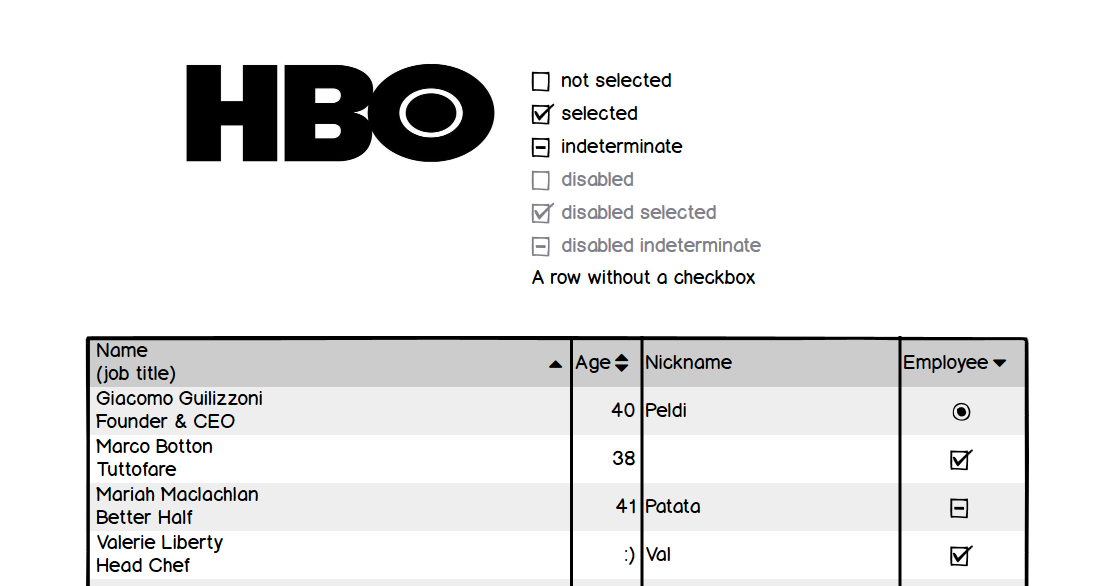 HBO
not selected
selected
indeterminate
disabled
disabled selected
disabled indeterminate
A row without a checkbox
Name
(job title)
Age
Nickname
Employee
Giacomo Guilizzoni
Founder & CEO
40
Peldi
Marco Botton
Tuttofare
38
Mariah Maclachlan
Better Half
41
Patata
Valerie Liberty
Head Chef
:)
Val